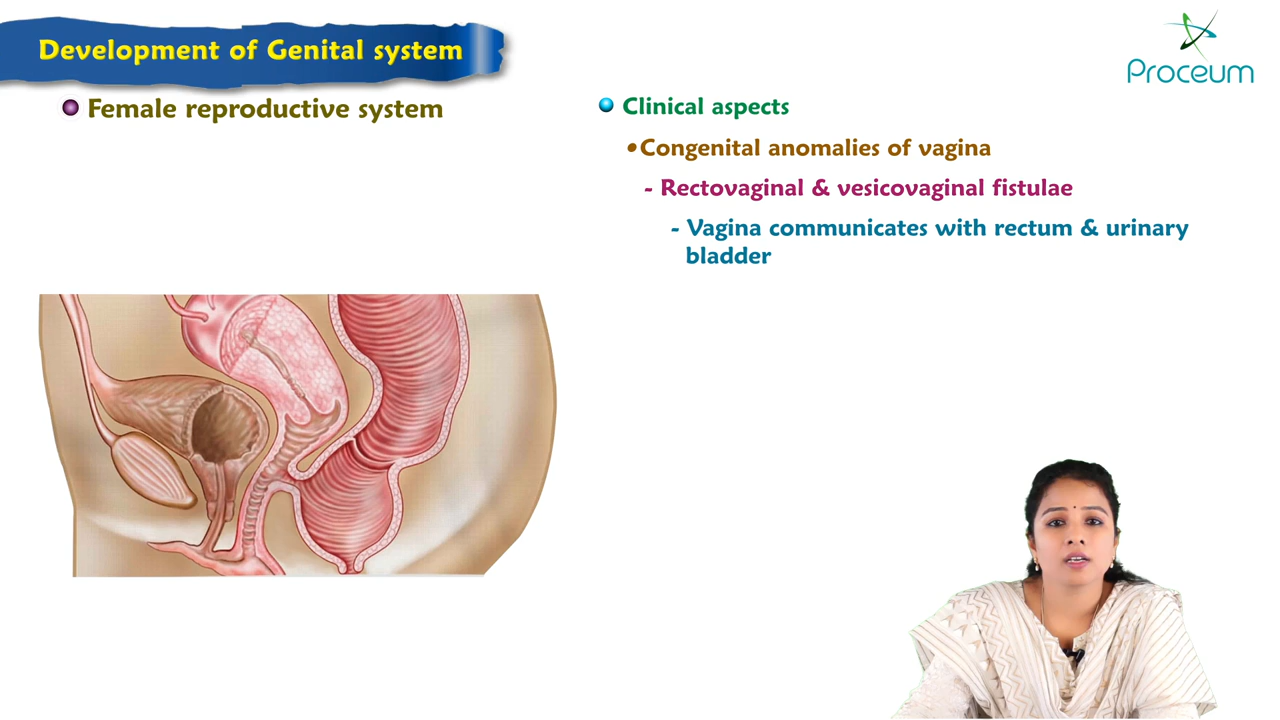 Development of Genital system
Proceum
Female reproductive system
Clinical aspects
•Congenital anomalies of vagina
- Rectovaginal & vesicovaginal fistulae
- Vagina communicates with rectum & urinary
bladder